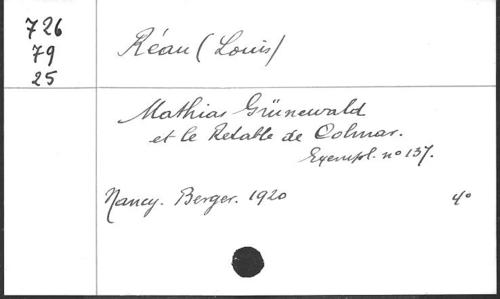 726
79
25
Réau (Louis)
Mathias Grünewald
et le Retable de Colmar.
Exempl. nº 137.
Nancy. Berger. 1920
4º